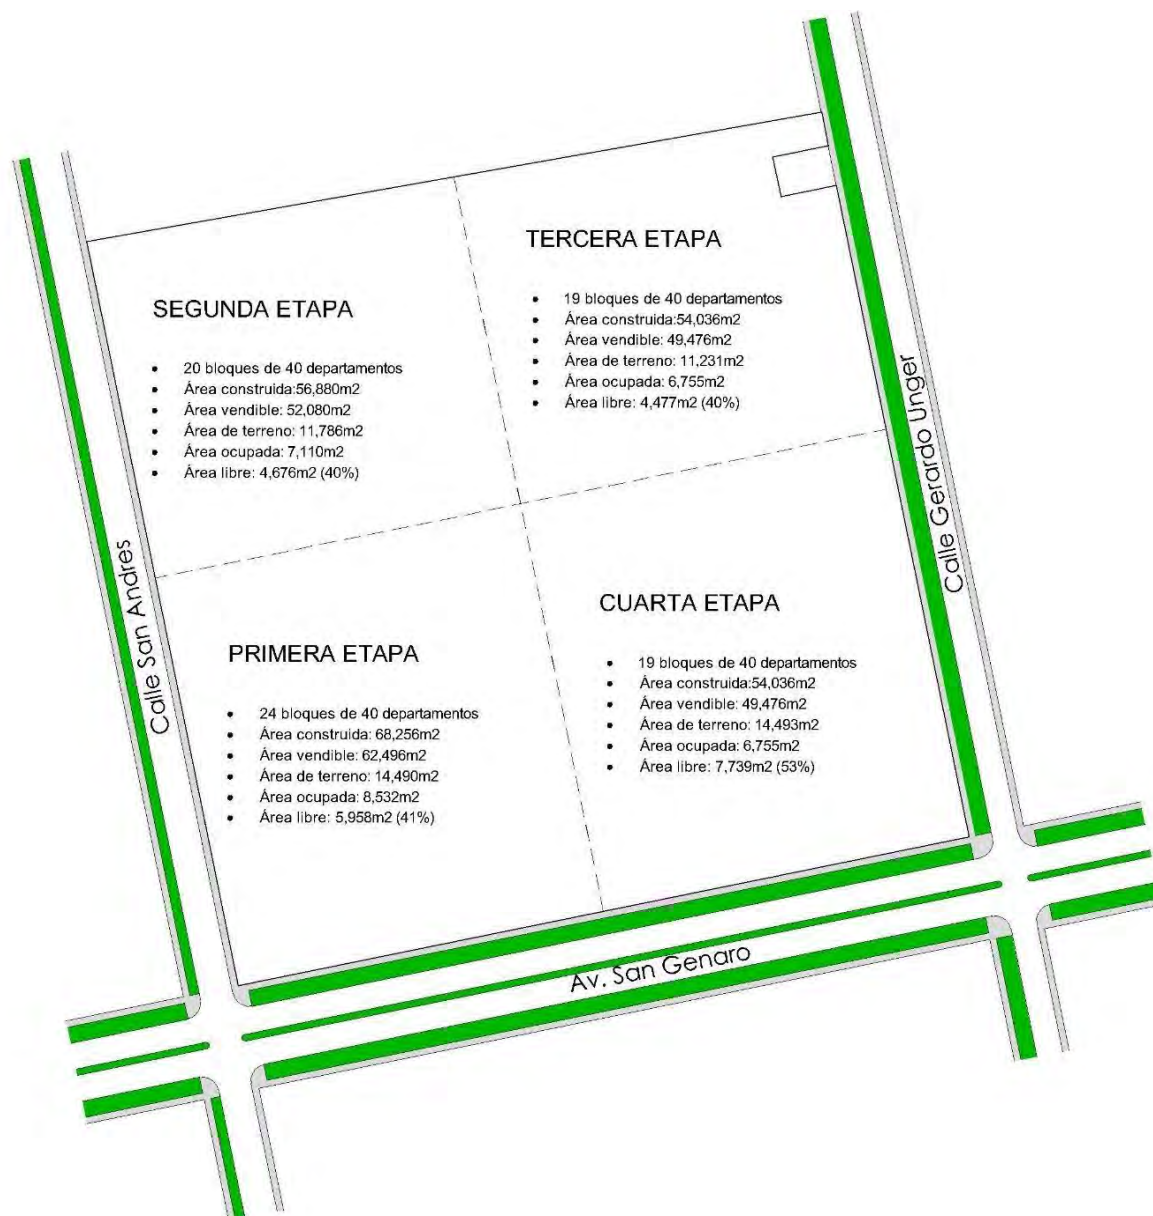 TERCERA ETAPA
• 19 bloques de 40 departamentos
• Área construida:54,036m2
• Área vendible: 49,476m2
• Área de terreno: 11,231m2
• Área ocupada: 6,755m2
• Área libre: 4,477m2 (40%)
SEGUNDA ETAPA
• 20 bloques de 40 departamentos
• Área construida:56,880m2
• Área vendible: 52,080m2
• Área de terreno: 11,786m2
• Área ocupada: 7,110m2
• Área libre: 4,676m2 (40%)
Calle Gerardo Unger
Calle San Andres
CUARTA ETAPA
• 19 bloques de 40 departamentos
• Área construida:54,036m2
• Área vendible: 49,476m2
• Área de terreno: 14,493m2
• Área ocupada: 6,755m2
• Área libre: 7,739m2 (53%)
PRIMERA ETAPA
• 24 bloques de 40 departamentos
• Área construida: 68,256m2
• Área vendible: 62,496m2
• Área de terreno: 14,490m2
• Área ocupada: 8,532m2
• Área libre: 5,958m2 (41%)
Av. San Genaro